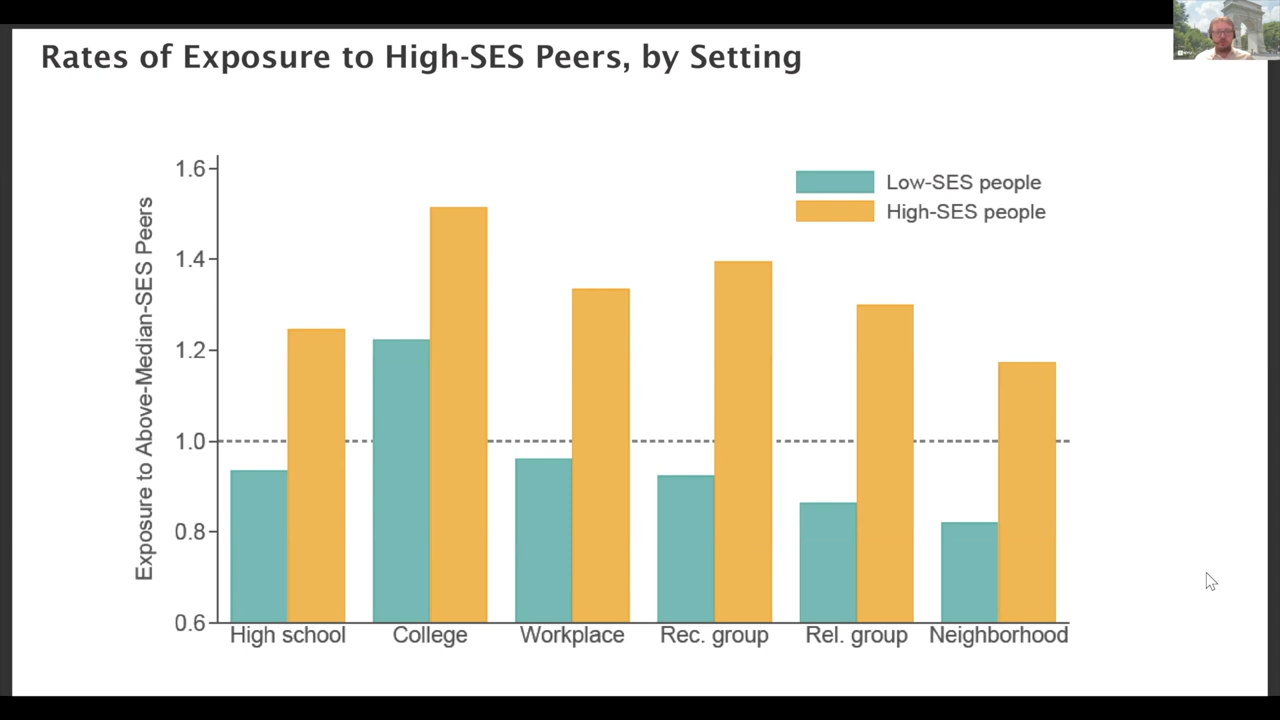 Rates of Exposure to High-SES Peers, by Setting
Exposure to Above-Median-SES Peers
1.6
1.4
1.2
1.0
0.8
0.6
Low-SES people
High-SES people
High school
College
Workplace
Rec. group
Rel. group
Neighborhood